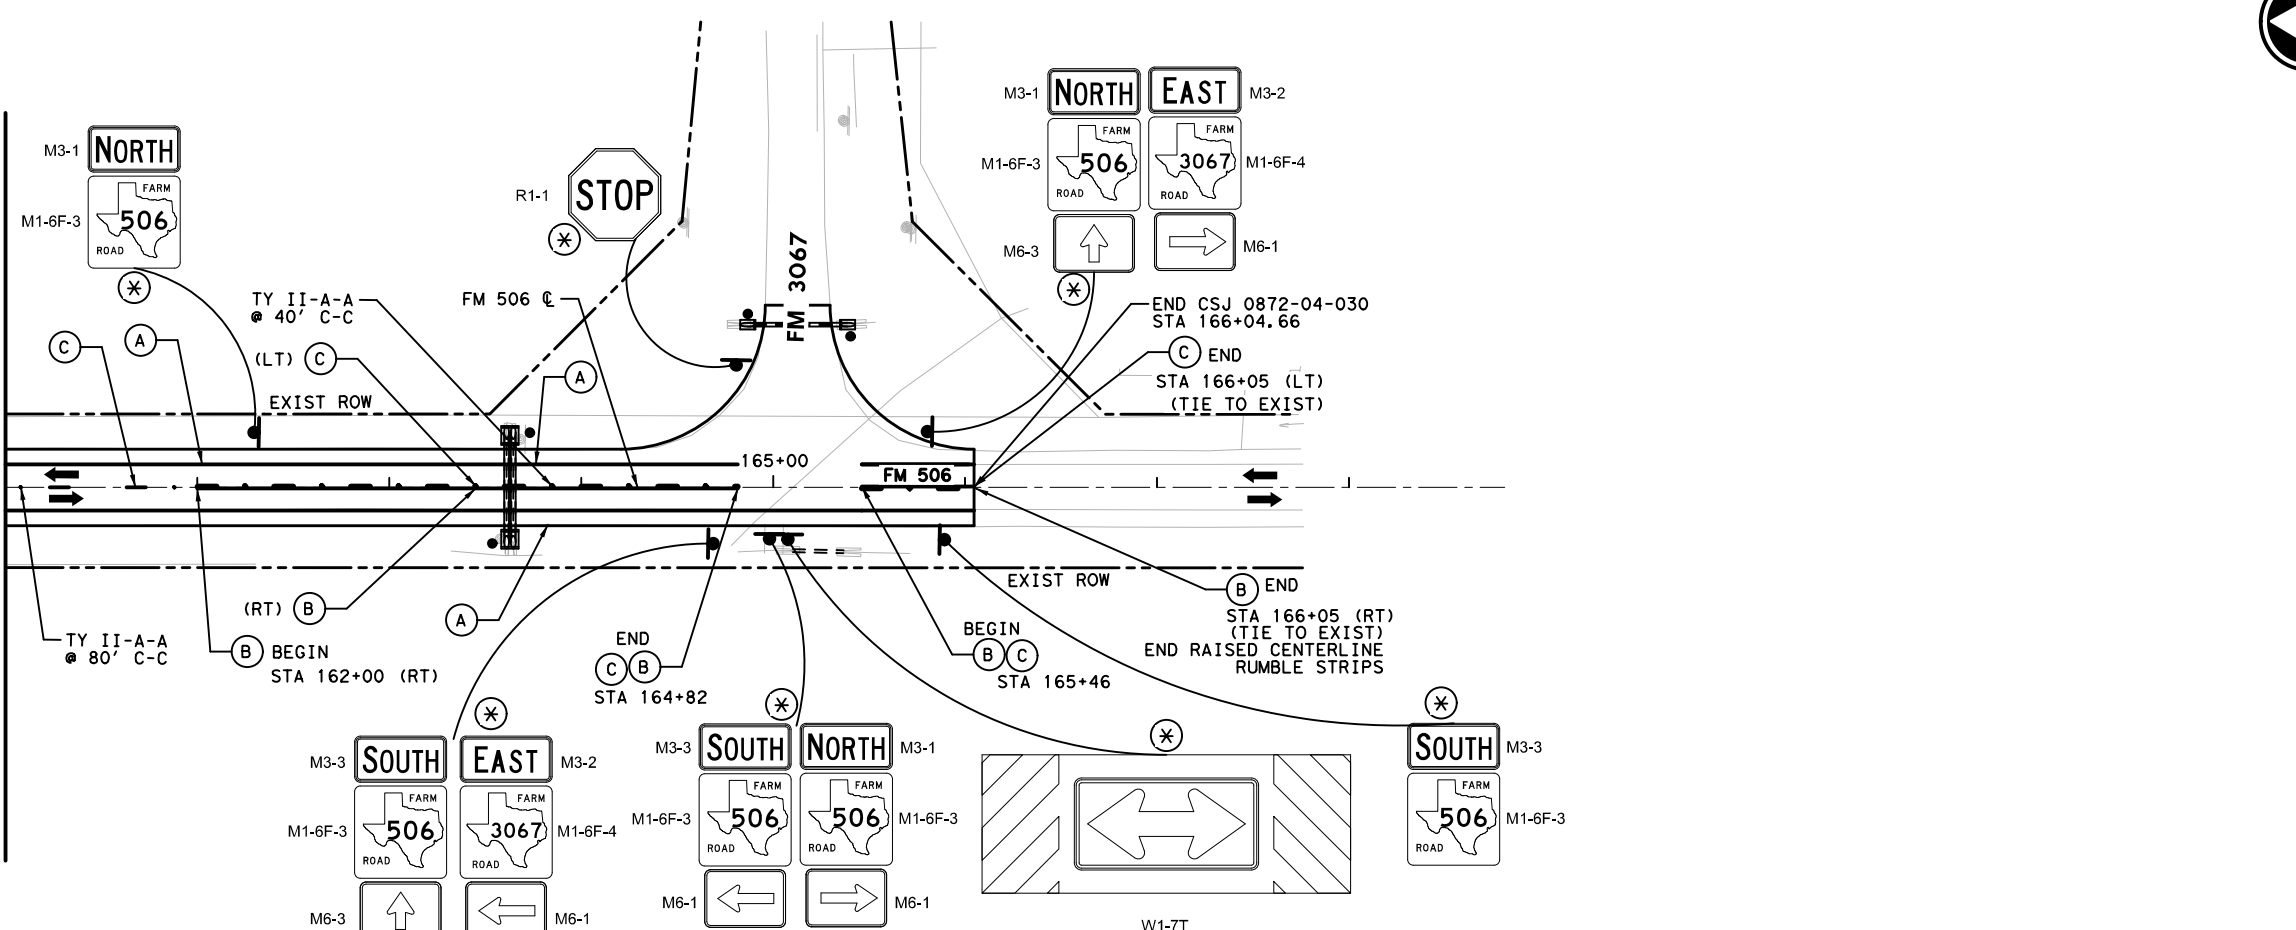 M3-1 NORTH
M1-6F-3
FARM
506
ROAD
R1-1
STOP
M3-1 NORTH EAST M3-2
M1-6F-3
FARM
506
ROAD
FARM
3067
ROAD
M1-6F-4
M6-3
M6-1
FM 3067
TY II-A-A
@ 40' C-C
FM 506 ℄
END CSJ 0872-04-030
STA 166+04.66
C END
STA 166+05 (LT)
(TIE TO EXIST)
C
A
(LT) C
A
EXIST ROW
165+00
FM 506
EXIST ROW
TY II-A-A
@ 80' C-C
(RT) B
B BEGIN
STA 162+00 (RT)
A
END
C B
STA 164+82
BEGIN
B C
STA 165+46
B END
STA 166+05 (RT)
(TIE TO EXIST)
END RAISED CENTERLINE
RUMBLE STRIPS
M3-3 SOUTH EAST M3-2
M1-6F-3
FARM
506
ROAD
FARM
3067
ROAD
M1-6F-4
M6-3
M6-1
M3-3 SOUTH NORTH M3-1
M1-6F-3
FARM
506
ROAD
FARM
506
ROAD
M1-6F-3
M6-1
M6-1
W1-7T
SOUTH M3-3
FARM
506
ROAD
M1-6F-3